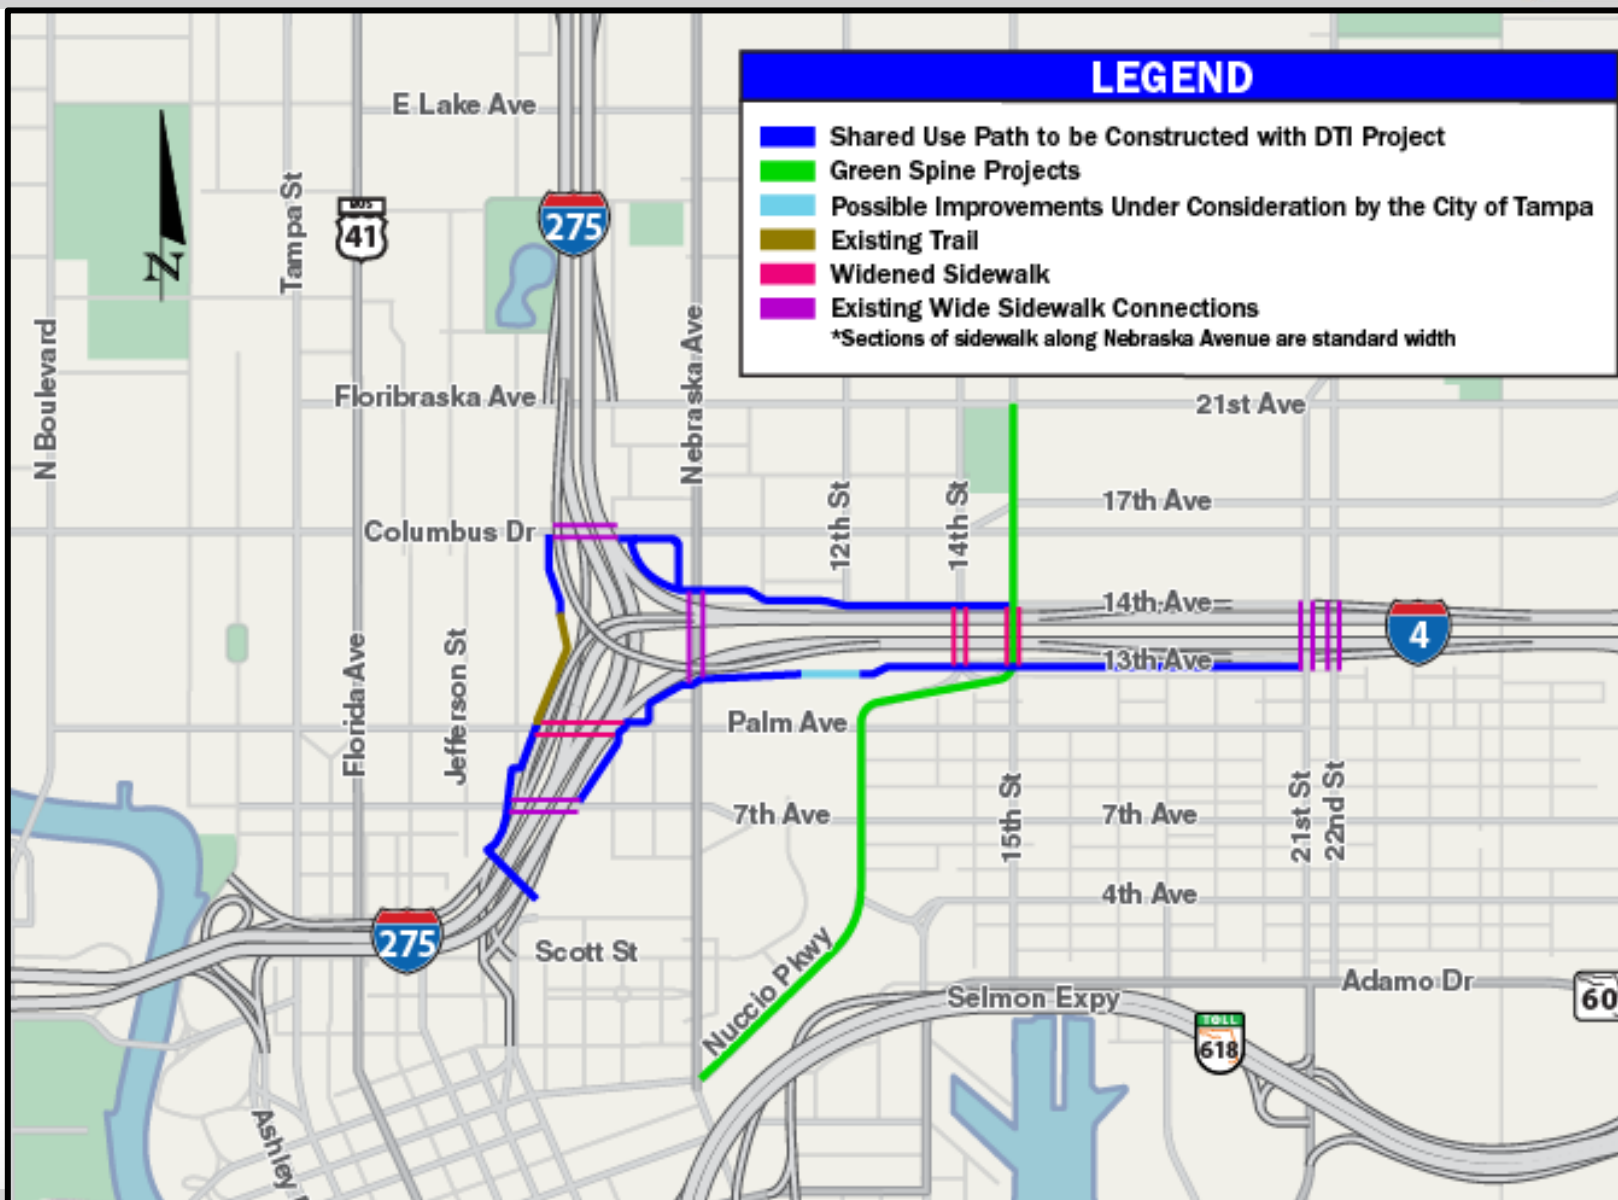 LEGEND
Shared Use Path to be Constructed with DTI Project
Green Spine Projects
Possible Improvements Under Consideration by the City of Tampa
Existing Trail
Widened Sidewalk
Existing Wide Sidewalk Connections
*Sections of sidewalk along Nebraska Avenue are standard width
E Lake Ave
Tampa St
BUS
41
275
N
N Boulevard
Nebraska Ave
Floribraska Ave
21st Ave
17th Ave
Columbus Dr
12th St
14th St
14th Ave
4
13th Ave
Florida Ave
Jefferson St
Palm Ave
7th Ave
7th Ave
15th St
21st St
22nd St
4th Ave
275
Scott St
Nuccio Pkwy
Selmon Expy
Adamo Dr
60
TOLL
618
Ashley